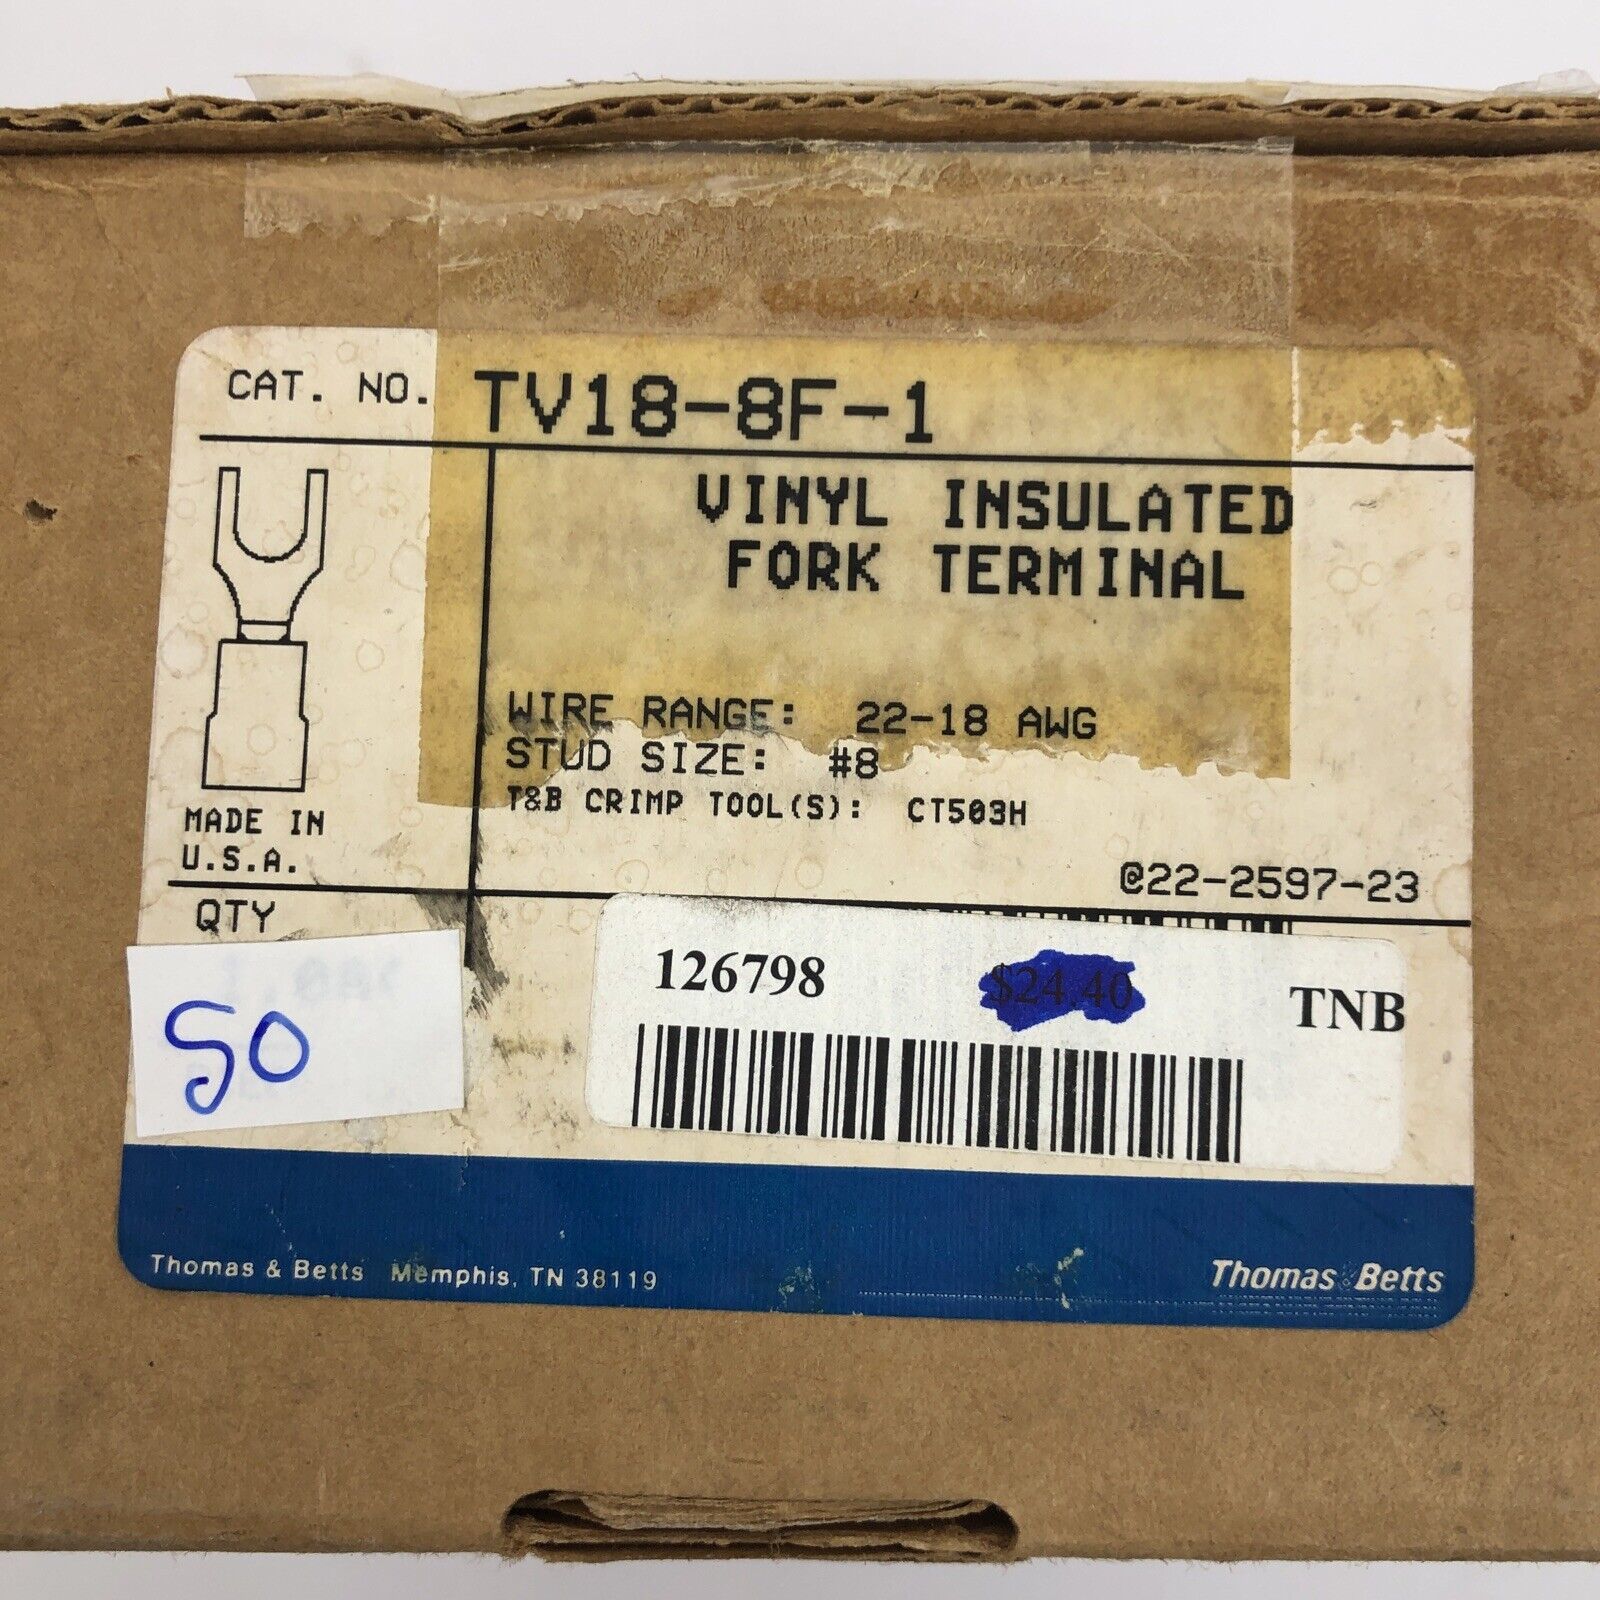 CAT. NO. TV18-8F-1
VINYL INSULATED
FORK TERMINAL
WIRE RANGE: 22-18 AWG
STUD SIZE: #8
T&B CRIMP TOOL(S): CT503H
MADE IN
U.S.A.
@22-2597-23
QTY
50
126798 $24.40 TNB
Thomas & Betts Memphis, TN 38119
Thomas & Betts